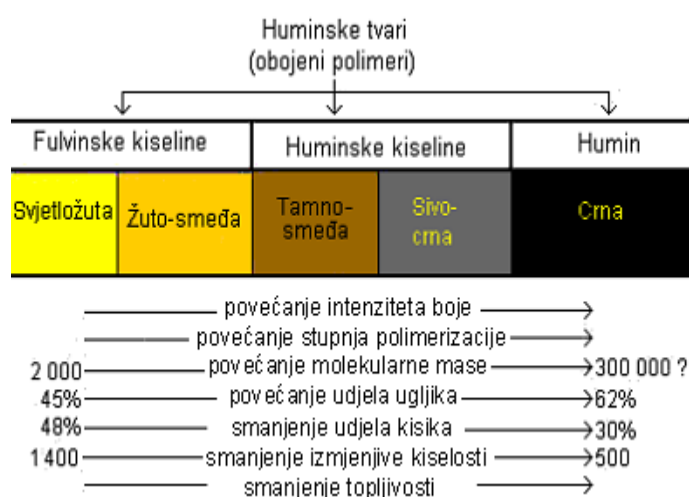 Huminske tvari
(obojeni polimeri)
Fulvinske kiseline Huminske kiseline Humin
Svjetložuta Žuto-smeđa Tamno-smeđa Sivo-crna Crna
povećanje intenziteta boje
povećanje stupnja polimerizacije
2 000 povećanje molekularne mase 300 000 ?
45% povećanje udjela ugljika 62%
48% smanjenje udjela kisika 30%
1400 smanjenje izmjenjive kiselosti 500
smanjenje topljivosti